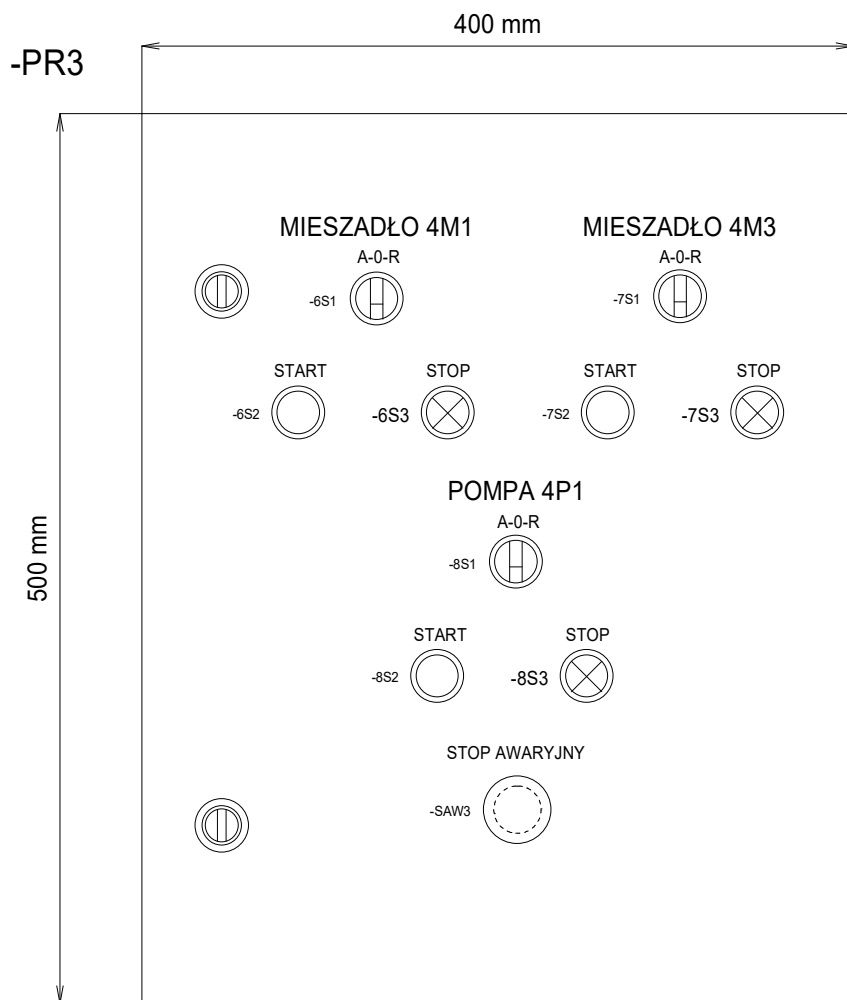 400 mm
-PR3
MIESZADŁO 4M1 MIESZADŁO 4M3
A-0-R A-0-R
-6S1 -7S1
START STOP START STOP
-6S2 -6S3 -7S2 -7S3
POMPA 4P1
A-0-R
500 mm
-8S1
START STOP
-8S2 -8S3
STOP AWARYJNY
-SAW3